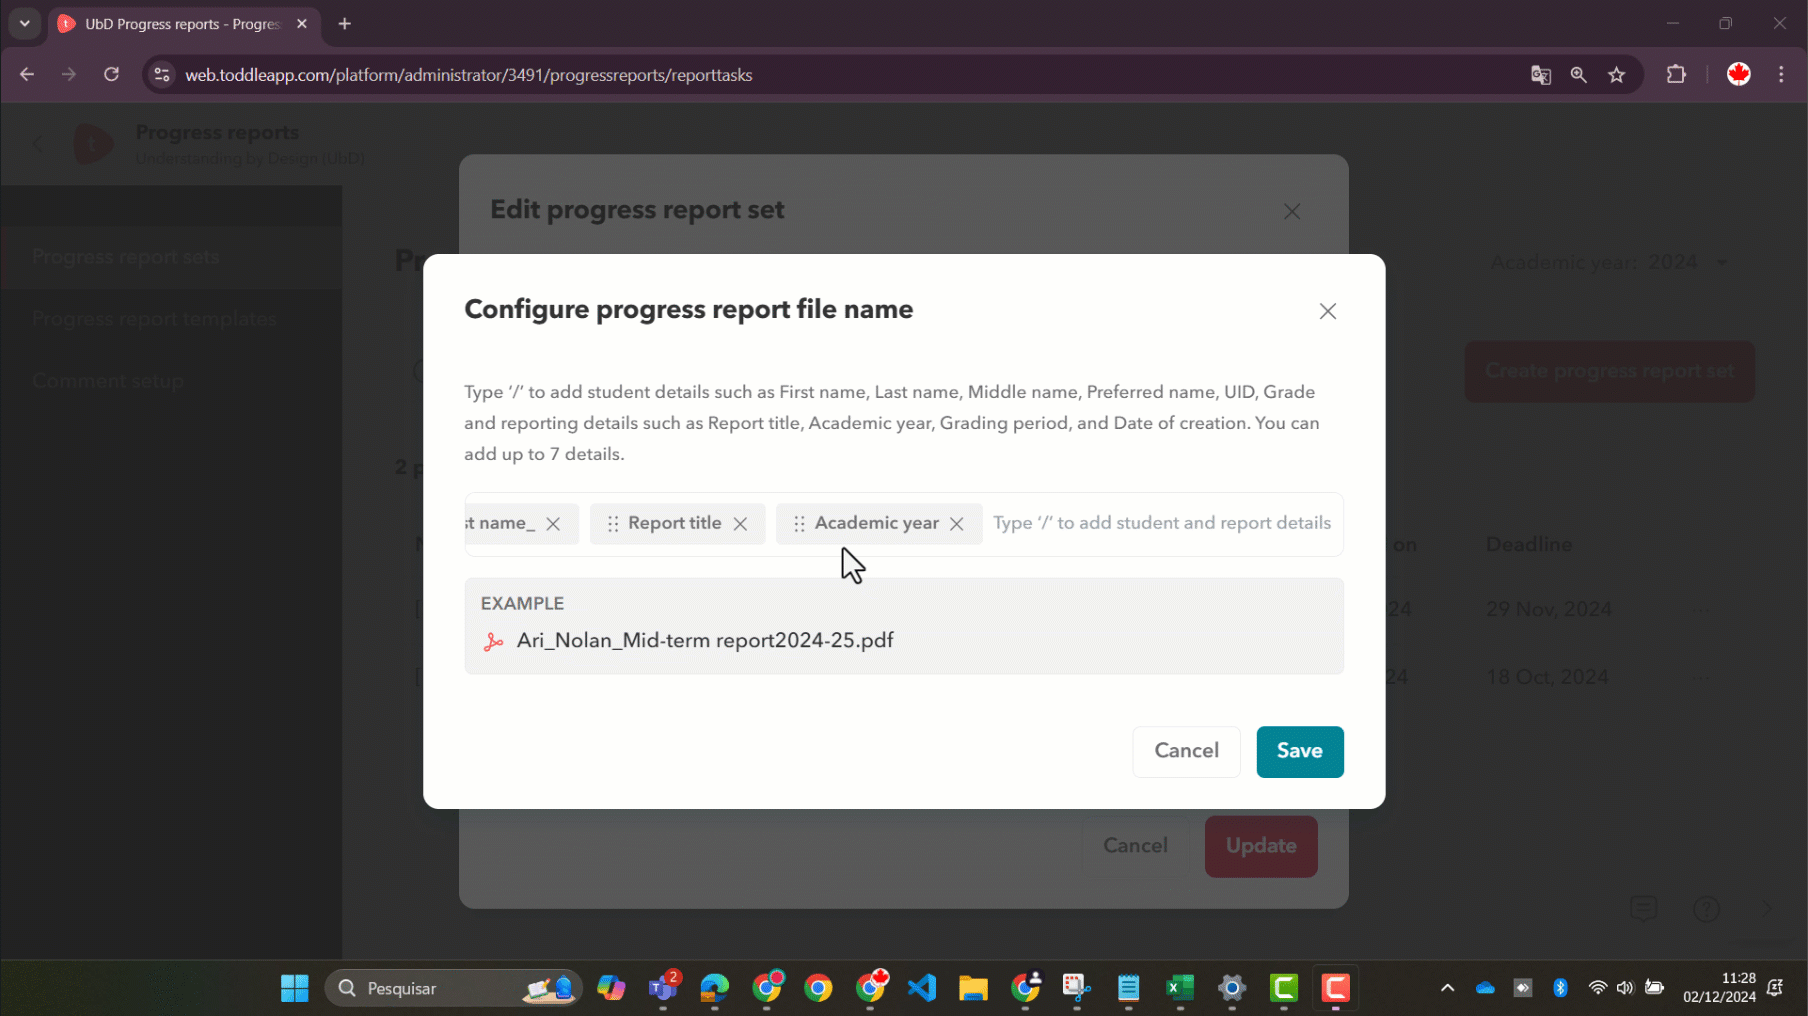 UbD Progress reports - Progres
web.toddleapp.com/platform/administrator/3491/progressreports/reporttasks
t
Progress reports
Understanding by Design (UbD)
Progress report sets
Progress report templates
Comment setup
Edit progress report set
Academic year: 2024
Create progress report set
Configure progress report file name
Type ‘/’ to add student details such as First name, Last name, Middle name, Preferred name, UID, Grade
and reporting details such as Report title, Academic year, Grading period, and Date of creation. You can
add up to 7 details.
st name_
Report title
Academic year
Type ‘/’ to add student and report details
EXAMPLE
Ari_Nolan_Mid-term report2024-25.pdf
Cancel
Save
on
Deadline
24
29 Nov, 2024
24
18 Oct, 2024
Cancel
Update
Pesquisar
2
11:28
02/12/2024